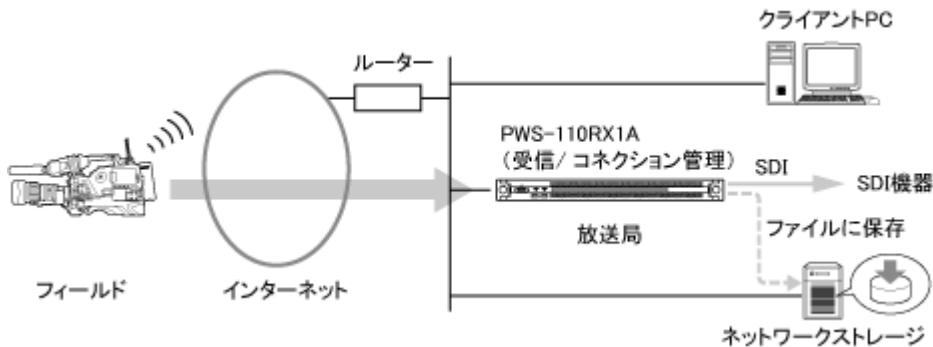 クライアントPC
ルーター
PWS-110RX1A
（受信/ コネクション管理）
SDI
SDI機器
放送局
ファイルに保存
フィールド
インターネット
ネットワークストレージ